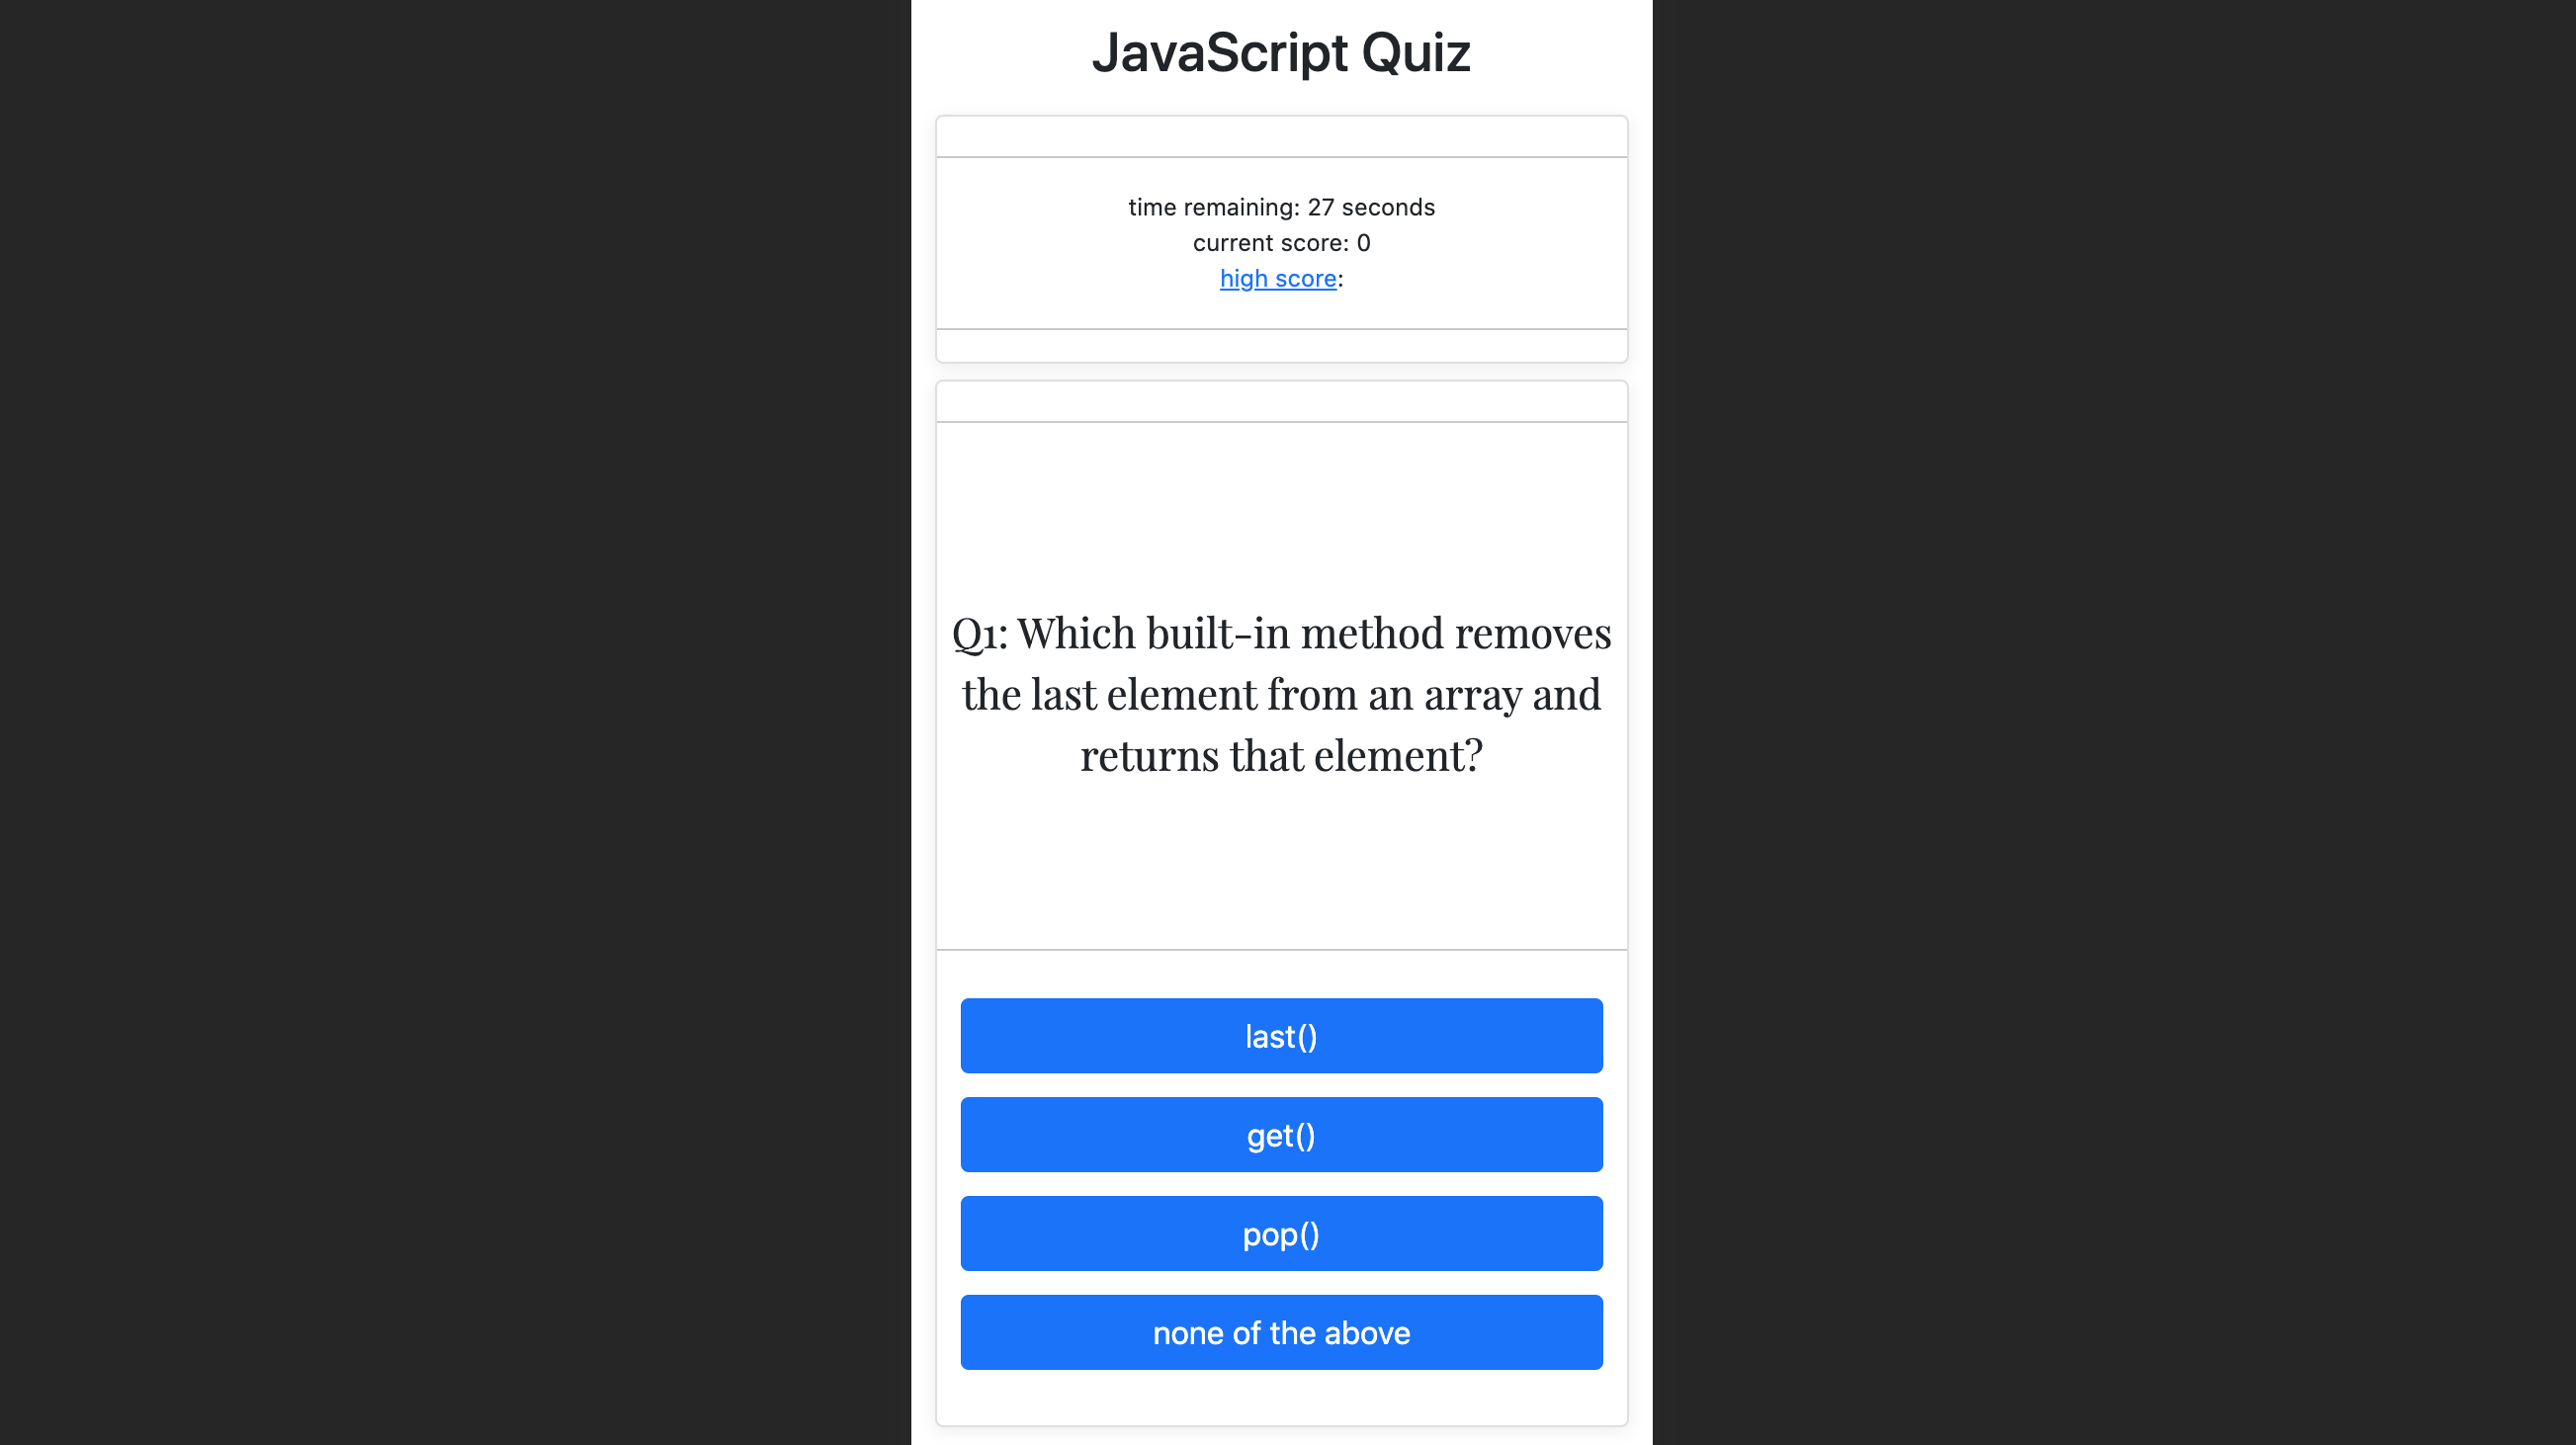 JavaScript Quiz
time remaining: 27 seconds
current score: 0
high score:
Q1: Which built-in method removes
the last element from an array and
returns that element?
last()
get()
pop()
none of the above